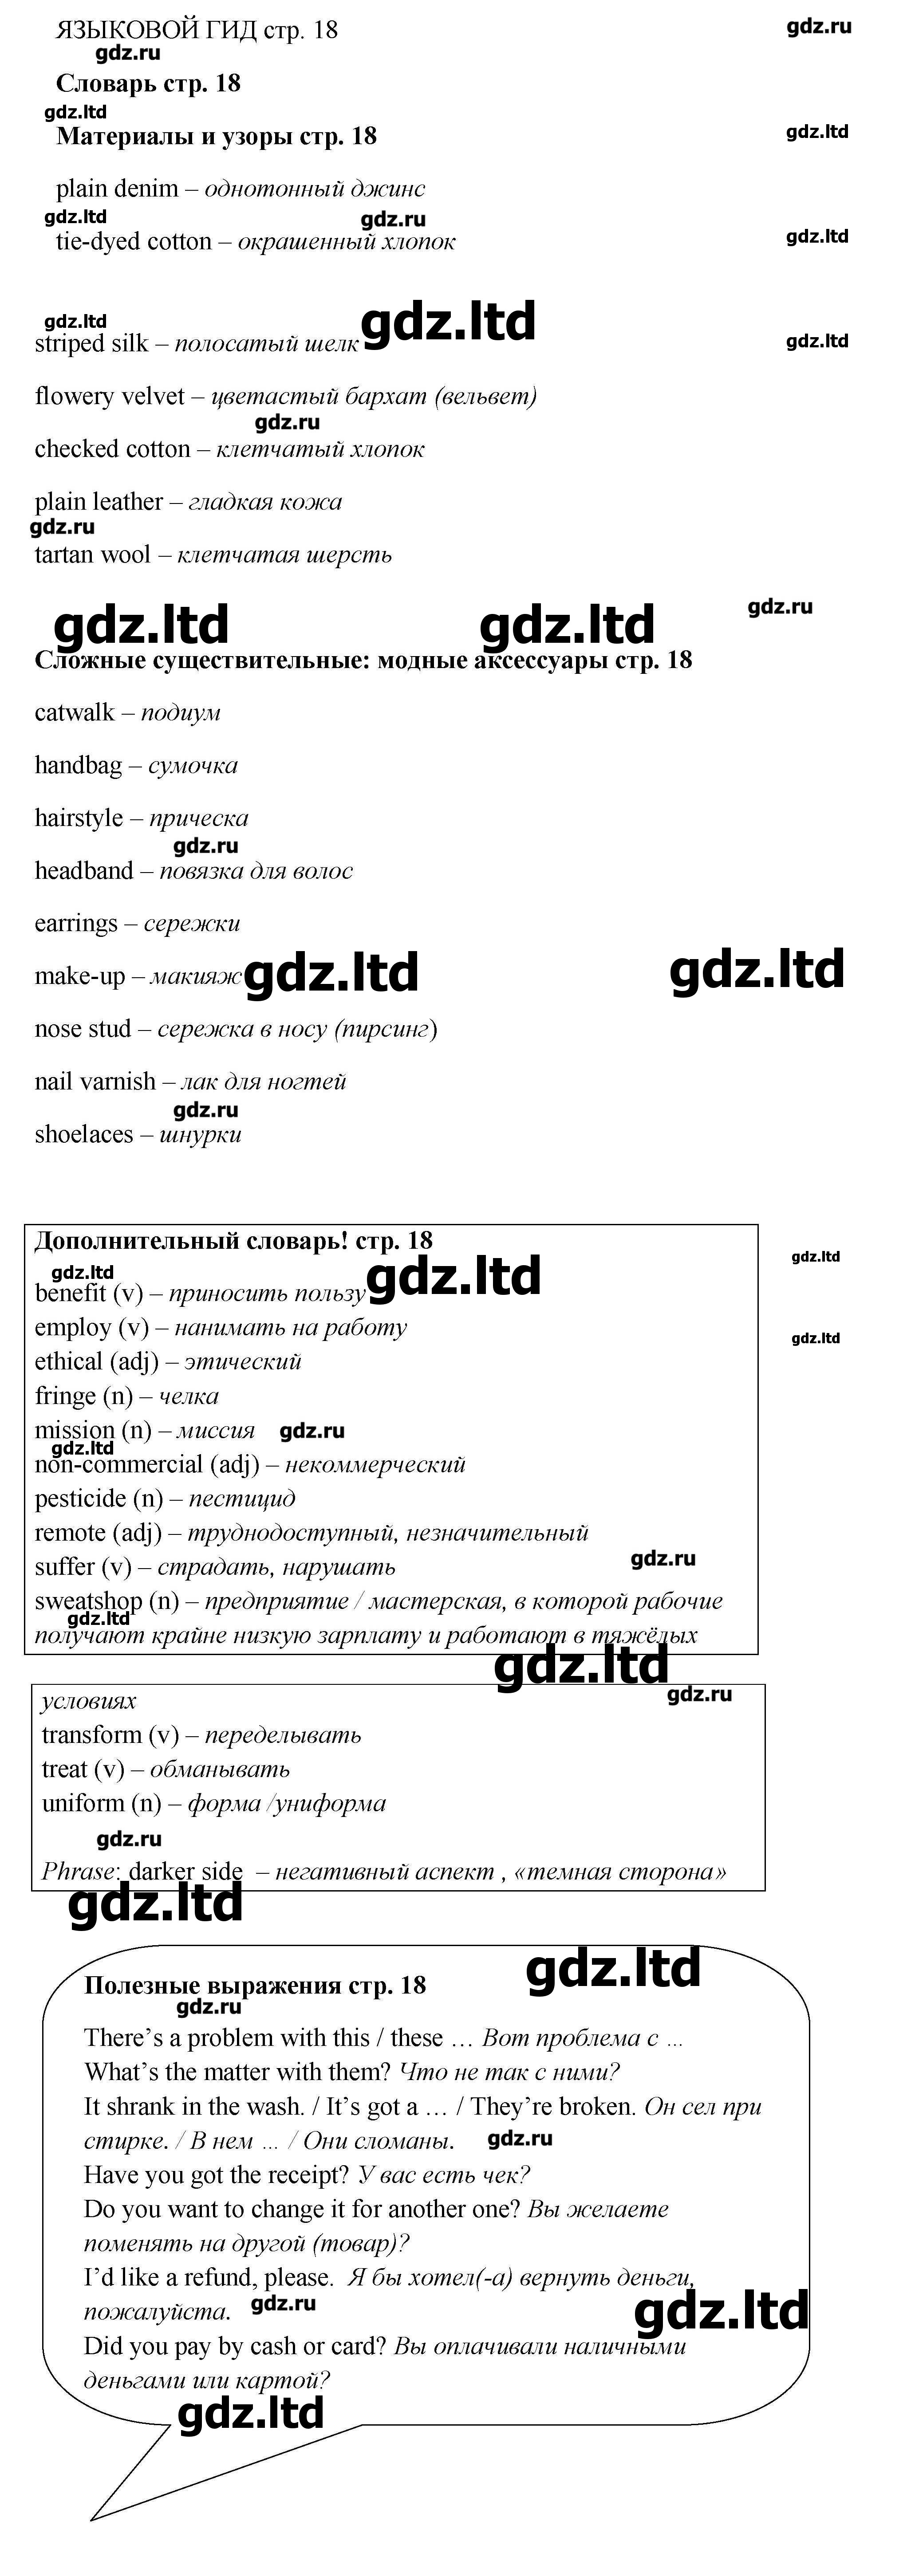 ЯЗЫКОВОЙ ГИД стр. 18
gdz.ru
gdz.ru
Словарь стр. 18
gdz.ltd
Материалы и узоры стр. 18
gdz.ltd
plain denim – однотонный джинс
gdz.ltd
gdz.ru
tie-dyed cotton – окрашенный хлопок
gdz.ltd
gdz.ltd
gdz.ltd
striped silk – полосатый шелк
gdz.ltd
flowery velvet – цветастый бархат (вельвет)
gdz.ru
checked cotton – клетчатый хлопок
plain leather – гладкая кожа
gdz.ru
tartan wool – клетчатая шерсть
gdz.ltd
gdz.ltd
gdz.ru
Сложные существительные: модные аксессуары стр. 18
catwalk – подиум
handbag – сумочка
hairstyle – прическа
gdz.ru
headband – повязка для волос
earrings – сережки
make-up – макияж
gdz.ltd
gdz.ltd
nose stud – сережка в носу (пирсинг)
nail varnish – лак для ногтей
gdz.ru
shoelaces – шнурки
Дополнительный словарь! стр. 18
gdz.ltd
gdz.ltd
gdz.ltd
benefit (v) – приносить пользу
employ (v) – нанимать на работу
gdz.ltd
ethical (adj) – этический
fringe (n) – челка
mission (n) – миссия
gdz.ru
gdz.ltd
non-commercial (adj) – некоммерческий
pesticide (n) – пестицид
remote (adj) – труднодоступный, незначительный
suffer (v) – страдать, нарушать
gdz.ru
sweatshop (n) – предприятие / мастерская, в которой рабочие
gdz.ltd
получают крайне низкую зарплату и работают в тяжёлых
gdz.ltd
gdz.ru
условиях
transform (v) – переделывать
treat (v) – обманывать
uniform (n) – форма /униформа
gdz.ru
Phrase: darker side – негативный аспект , «темная сторона»
gdz.ltd
gdz.ltd
Полезные выражения стр. 18
gdz.ru
There’s a problem with this / these … Вот проблема с …
What’s the matter with them? Что не так с ними?
It shrank in the wash. / It’s got a … / They’re broken. Он сел при
стирке. / В нем … / Они сломаны.
gdz.ru
Have you got the receipt? У вас есть чек?
Do you want to change it for another one? Вы желаете
поменять на другой (товар)?
I’d like a refund, please. Я бы хотел(-а) вернуть деньги,
пожалуйста.
gdz.ru
gdz.ltd
Did you pay by cash or card? Вы оплачивали наличными
деньгами или картой?
gdz.ltd